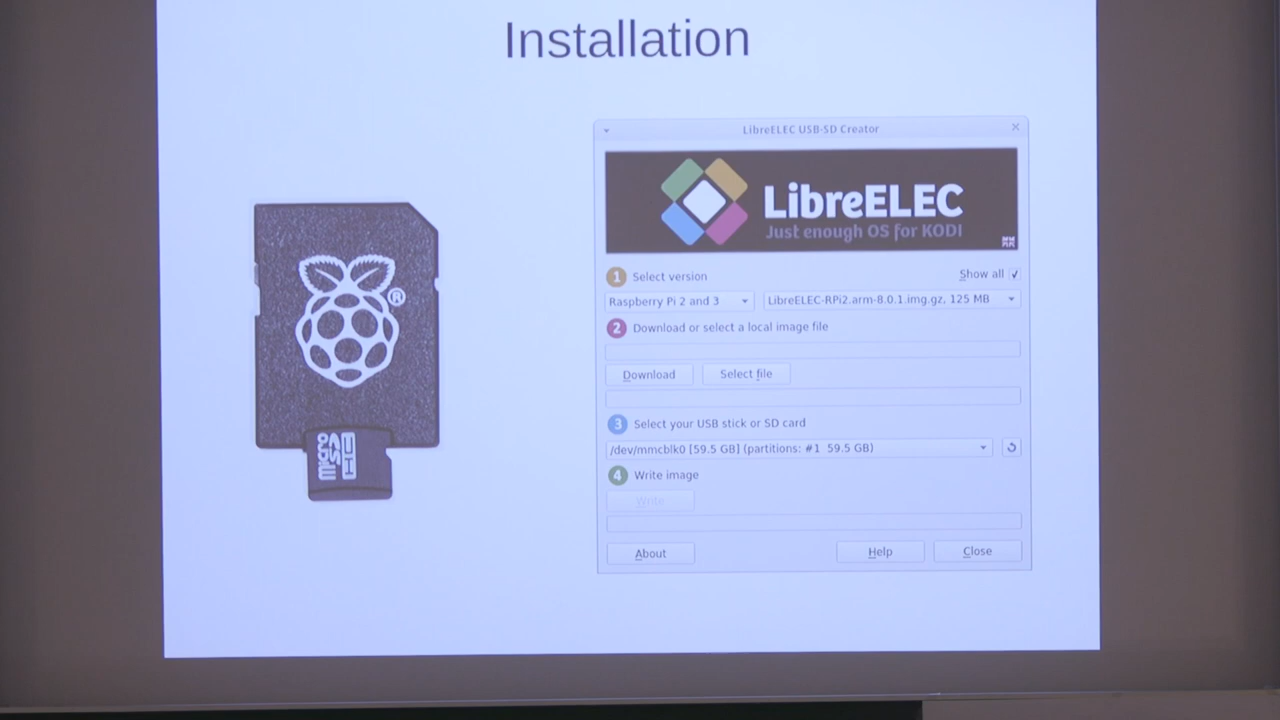 Installation
LibreELEC USB-SD Creator
LibreELEC
Just enough OS for KODI
1 Select version
Show all
Raspberry Pi 2 and 3
LibreELEC-RPi2.arm-8.0.1.img.gz, 125 MB
2 Download or select a local image file
Download
Select file
3 Select your USB stick or SD card
/dev/mmcblk0 [59.5 GB] (partitions: #1 59.5 GB)
4 Write image
Write
About
Help
Close
®
micro
SD